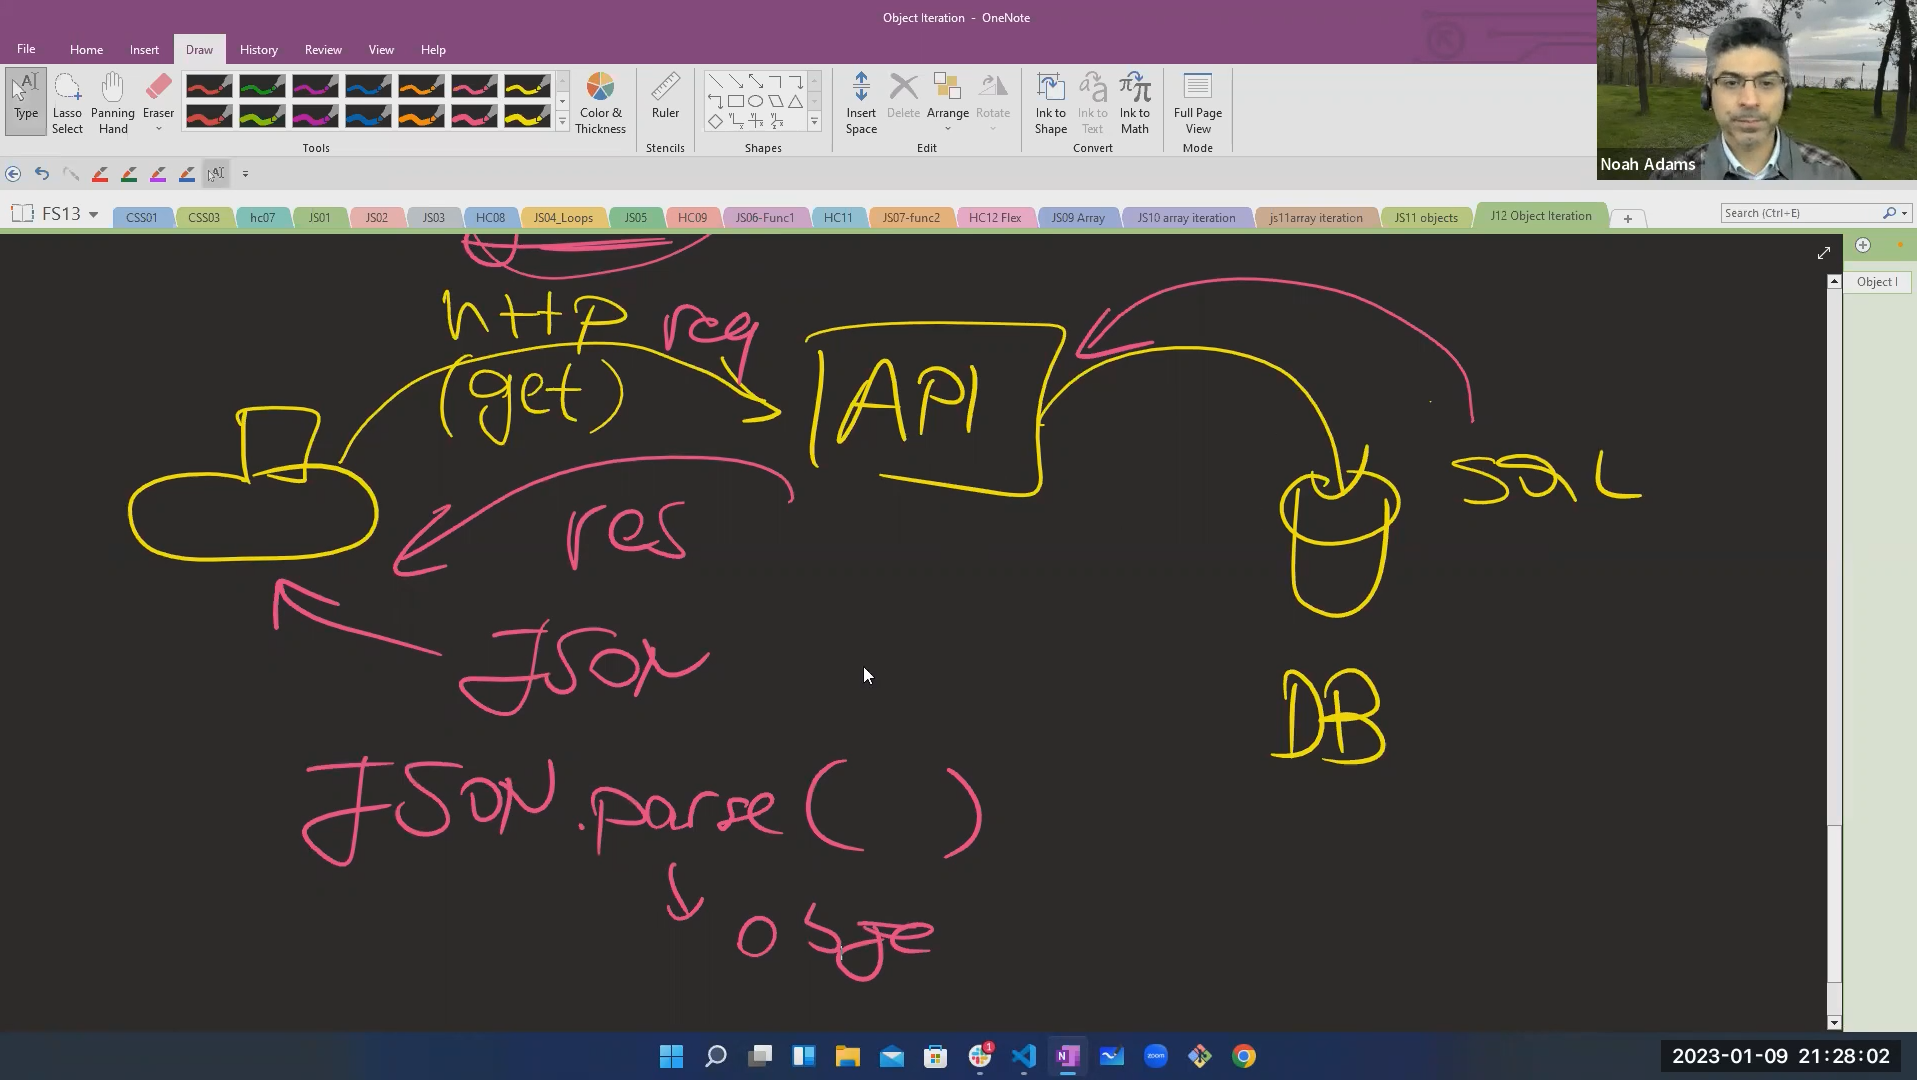 Object Iteration - OneNote
File Home Insert Draw History Review View Help
Type Lasso Select Panning Hand Eraser Color & Thickness Ruler Insert Space Delete Arrange Rotate Ink to Shape Ink to Text Ink to Math Full Page View
Tools Stencils Shapes Edit Convert Mode
Noah Adams
FS13 CSS01 CSS03 hc07 JS01 JS02 JS03 HC08 JS04_Loops JS05 HC09 JS06-Func1 HC11 JS07-func2 HC12 Flex JS09 Array JS10 array iteration js11array iteration JS11 objects J12 Object Iteration Search (Ctrl+E)
Object I
http req
(get) API
SQL
res
JSON
DB
JSON.parse( )
obje
zoom
1
2023-01-09 21:28:02